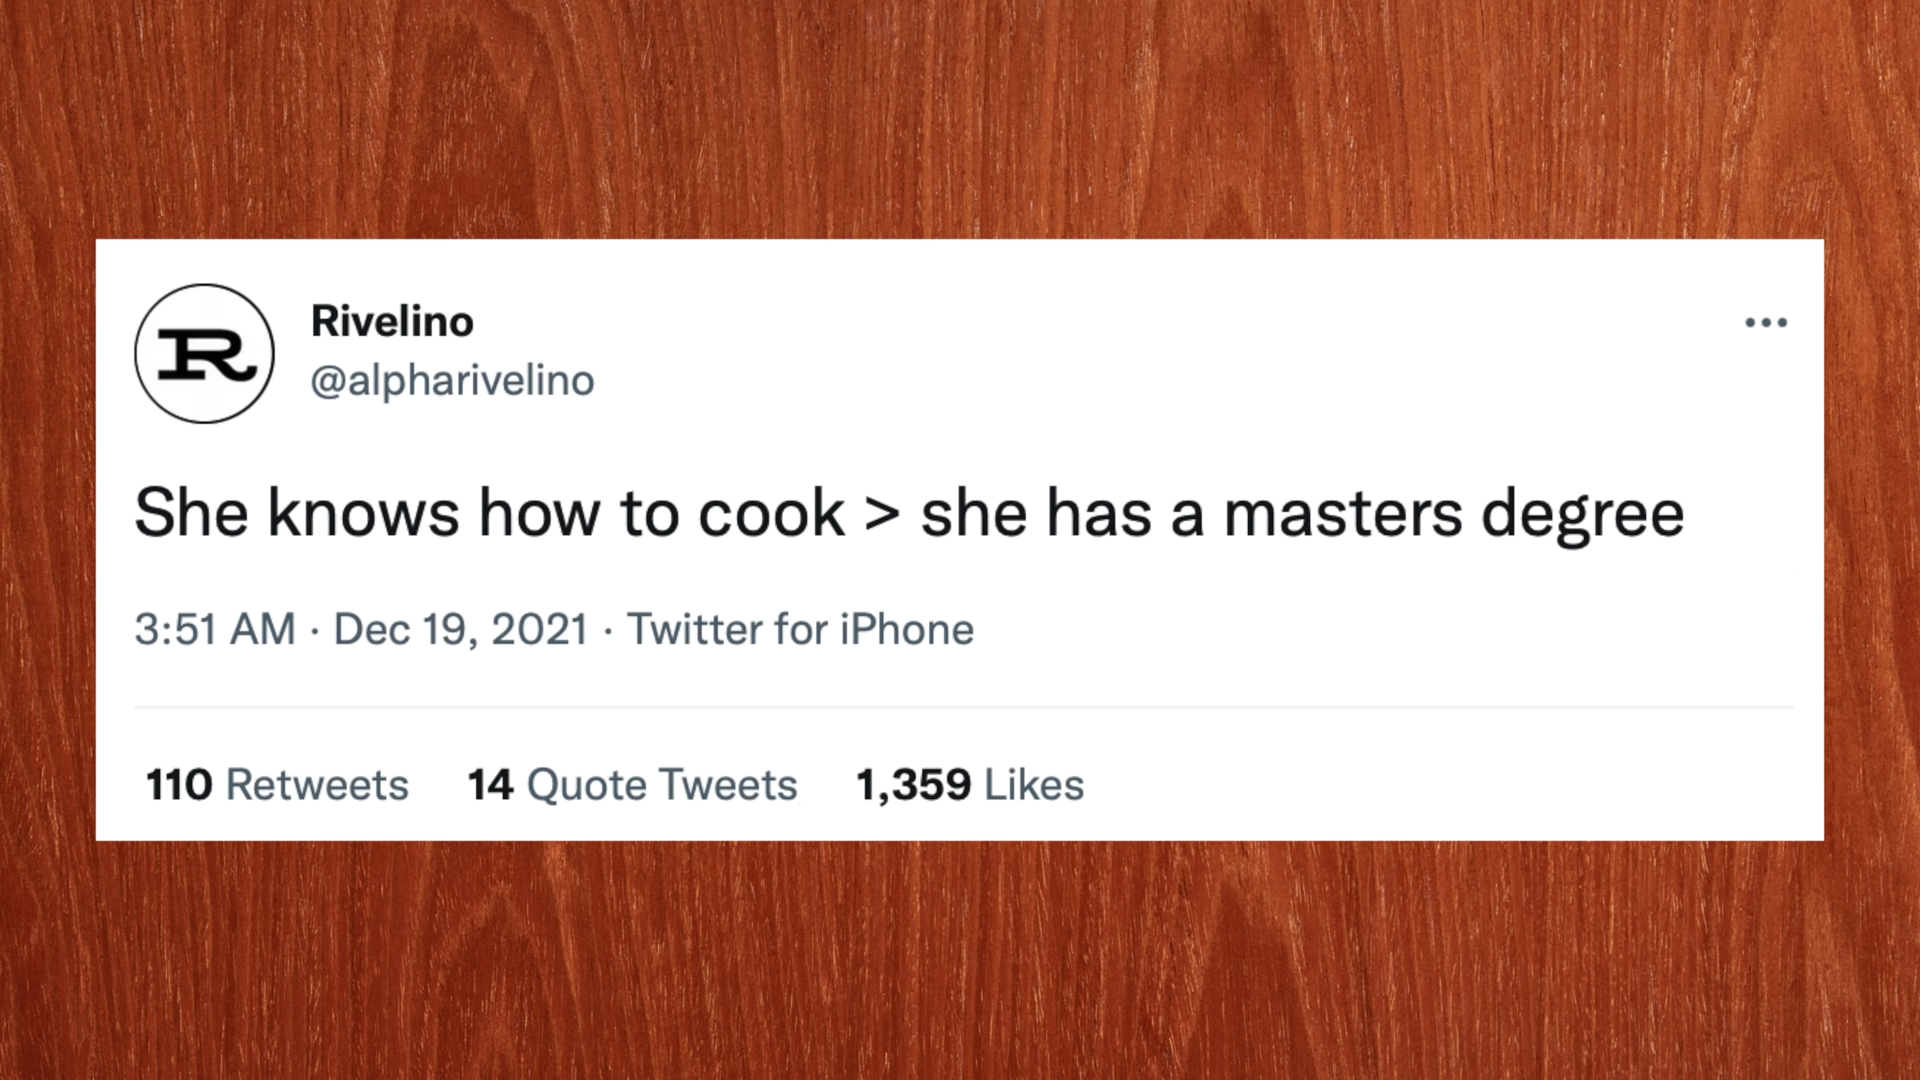 R
Rivelino
@alpharivelino
She knows how to cook > she has a masters degree
3:51 AM · Dec 19, 2021 · Twitter for iPhone
110 Retweets 14 Quote Tweets 1,359 Likes